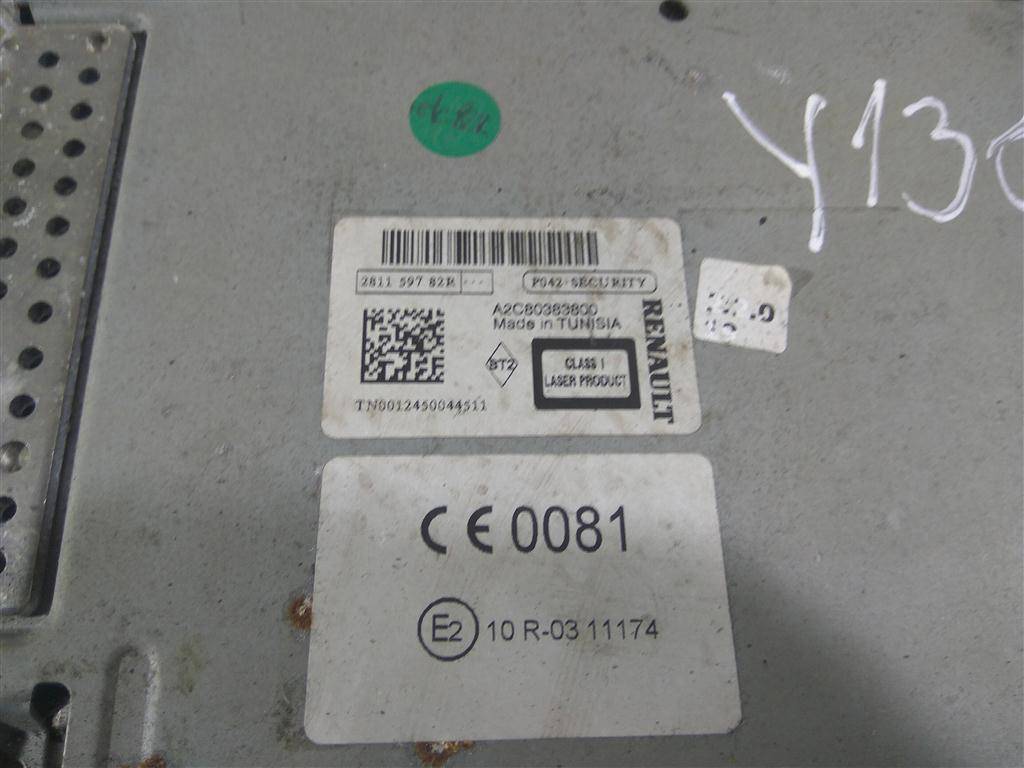 Y130
2811 597 82R ---
P042-SECURITY
A2C80383800
Made in TUNISIA
RENAULT
BT2
CLASS 1
LASER PRODUCT
TN0012450044511
CE 0081
E2 10 R-03 11174